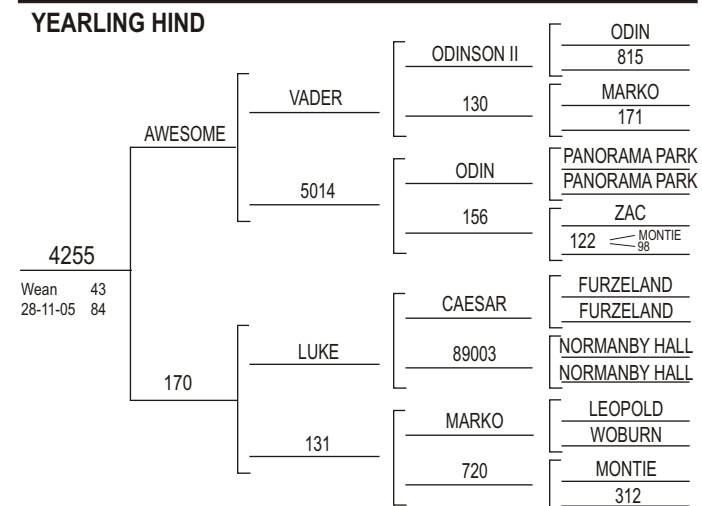 YEARLING HIND
ODIN
ODINSON II
815
VADER
MARKO
130
171
AWESOME
PANORAMA PARK
ODIN
PANORAMA PARK
5014
156
ZAC
122 MONTIE
98
4255
Wean 43
28-11-05 84
FURZELAND
CAESAR
FURZELAND
LUKE
89003
NORMANBY HALL
NORMANBY HALL
170
LEOPOLD
MARKO
WOBURN
131
720
MONTIE
312